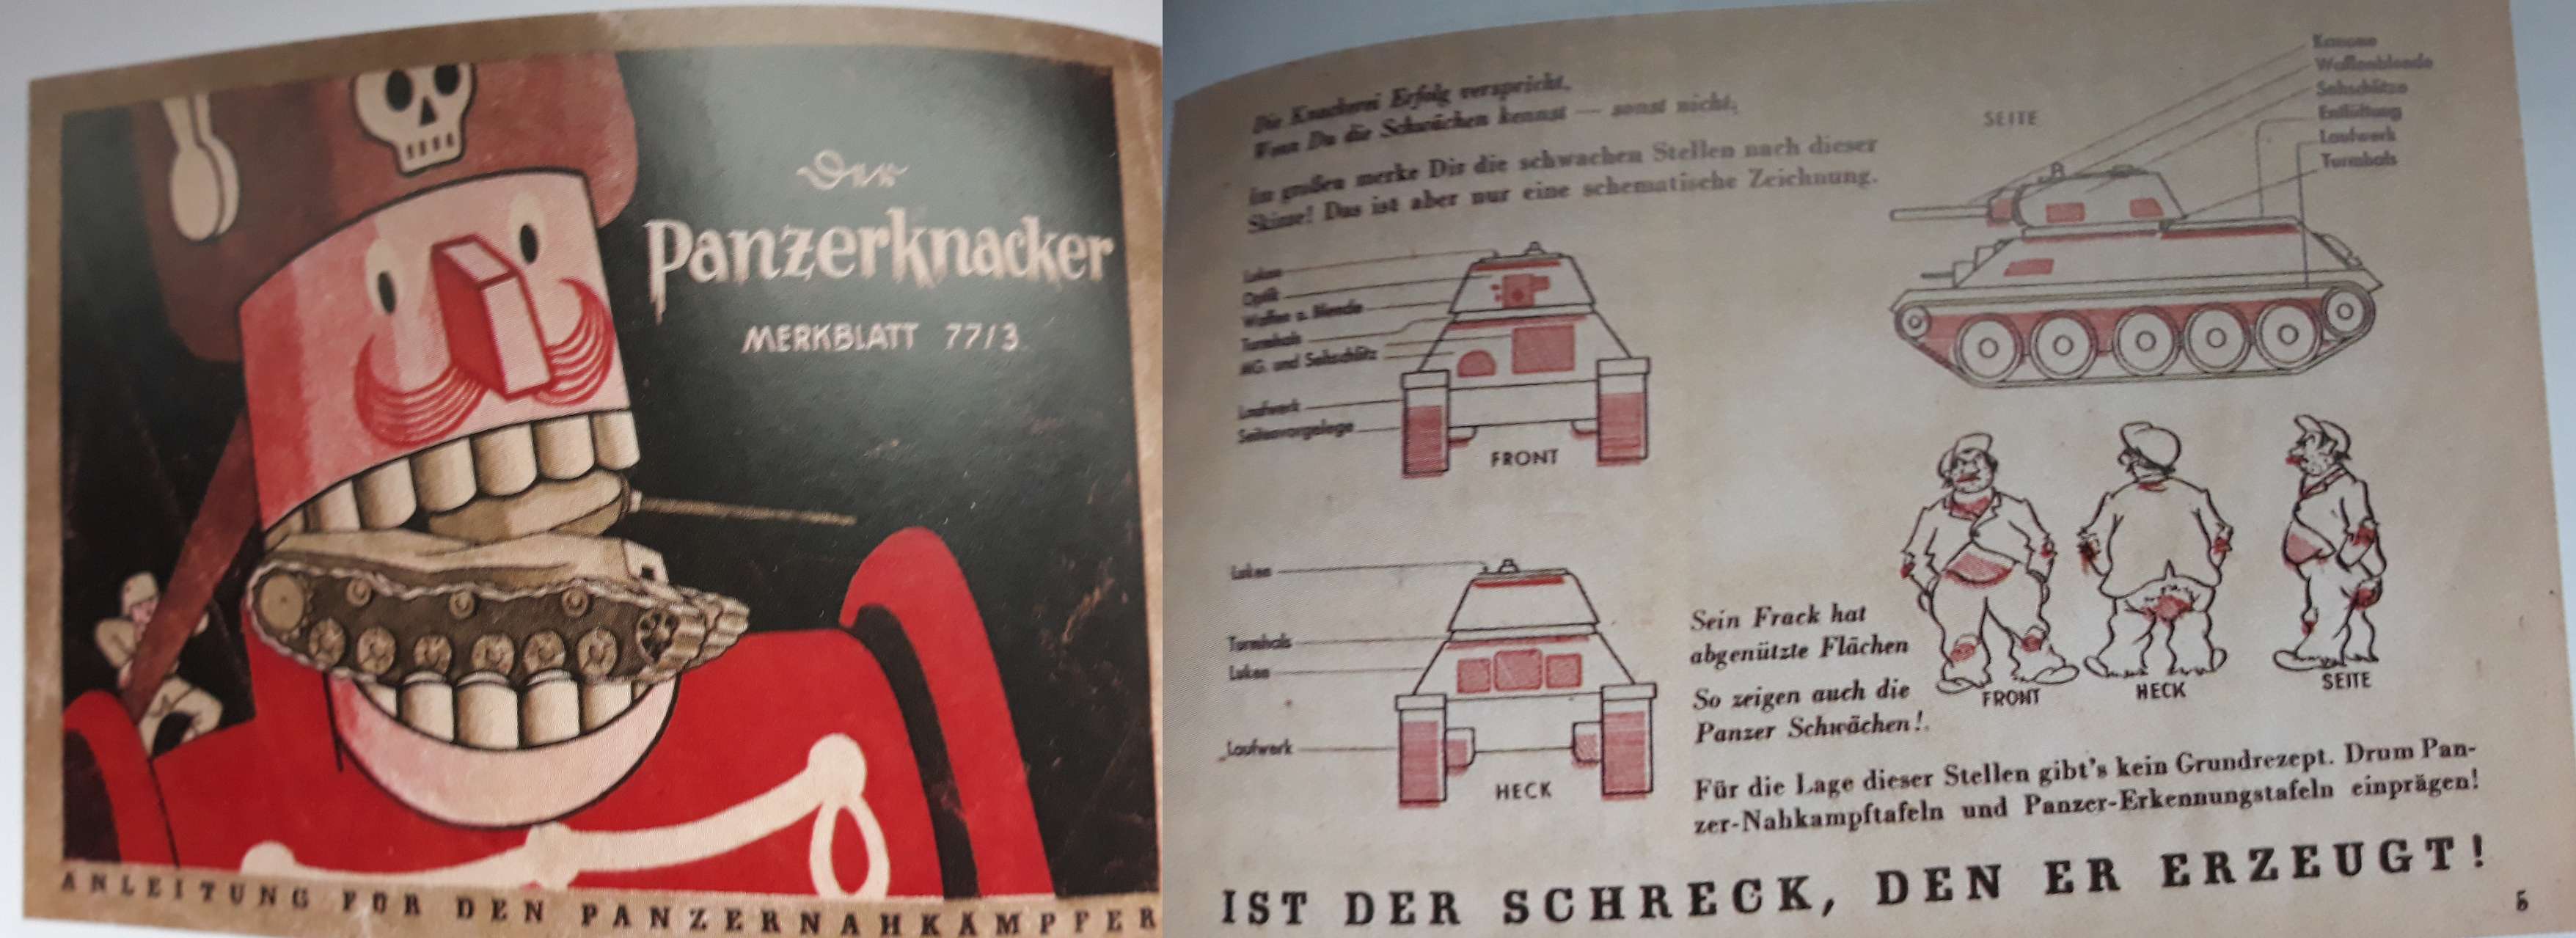 Der
Panzerknacker
MERKBLATT 77/3
ANLEITUNG FÜR DEN PANZERNAHKÄMPFER
Die Knackerei Erfolg verspricht,
Wenn Du die Schwächen kennst — sonst nicht.
Im großen merke Dir die schwachen Stellen nach dieser
Skizze! Das ist aber nur eine schematische Zeichnung.
SEITE
Kanone
Waffenblende
Sehschlitze
Entlüftung
Laufwerk
Turmhals
Luken
Optik
Waffen u. Blende
Turmhals
MG. und Sehschlitz
Laufwerk
Seitenvorgelege
FRONT
Luken
Turmhals
Luken
Laufwerk
HECK
Sein Frack hat
abgenützte Flächen
So zeigen auch die
Panzer Schwächen!
FRONT
HECK
SEITE
Für die Lage dieser Stellen gibt's kein Grundrezept. Drum Pan-
zer-Nahkampftafeln und Panzer-Erkennungstafeln einprägen!
IST DER SCHRECK, DEN ER ERZEUGT!
5